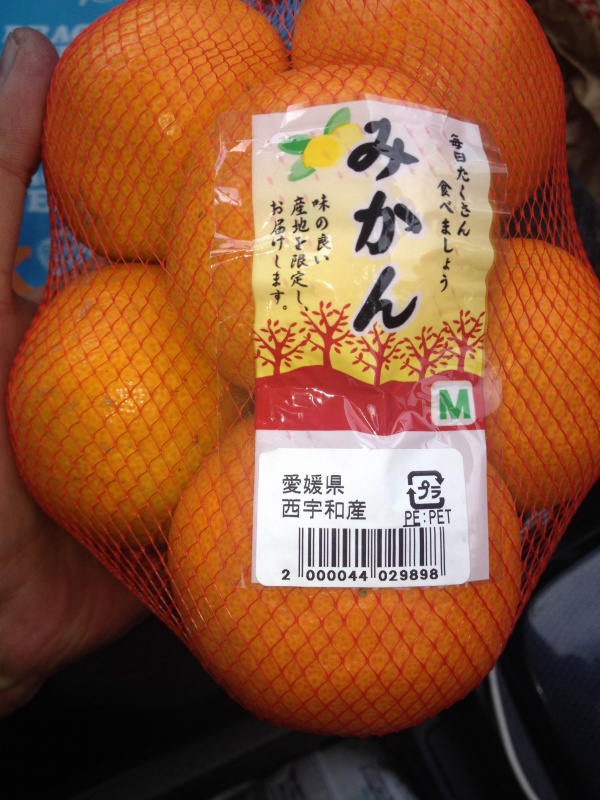 毎日たくさん
食べましょう
みかん
味の良い
産地を限定し、
お届けします。
M
愛媛県
西宇和産
プラ
PE:PET
2 000044 029898